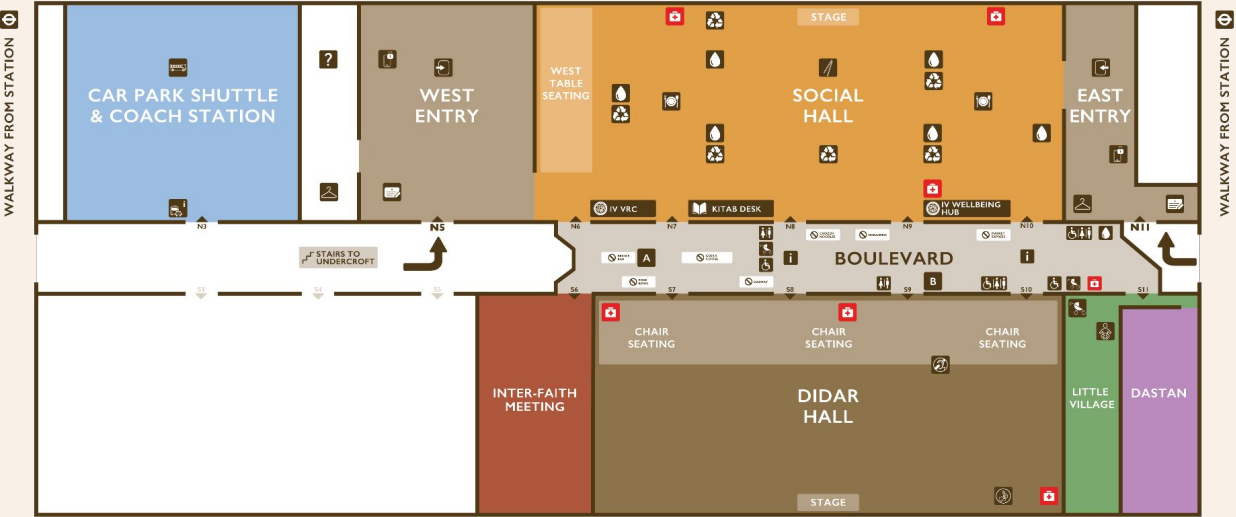 WALKWAY FROM STATION
CAR PARK SHUTTLE
& COACH STATION
?
i
WEST
ENTRY
WEST
TABLE
SEATING
STAGE
SOCIAL
HALL
EAST
ENTRY
WALKWAY FROM STATION
IV VRC
KITAB DESK
IV WELLBEING
HUB
N3
N5
N6
N7
N8
N9
N10
N11
STAIRS TO
UNDERCROFT
A
i
BOULEVARD
B
i
S3
S4
S5
S6
S7
S8
S9
S10
S11
CHAIR
SEATING
CHAIR
SEATING
CHAIR
SEATING
INTER-FAITH
MEETING
DIDAR
HALL
LITTLE
VILLAGE
DASTAN
STAGE